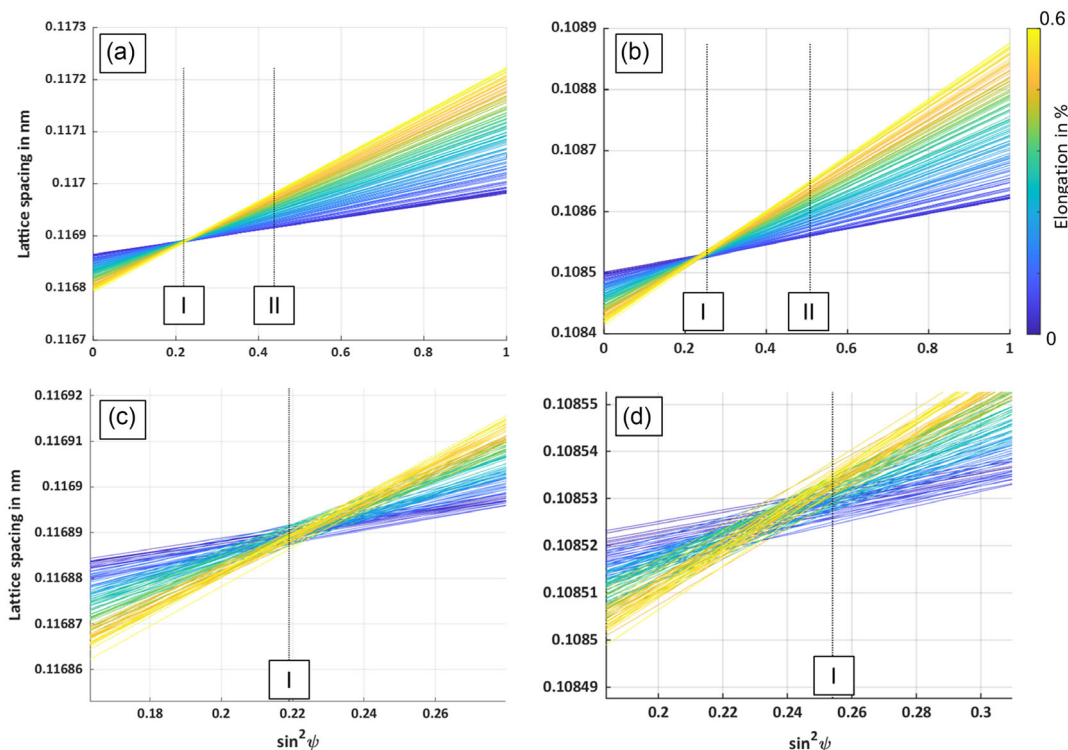 (a)
0.1173
0.1172
0.1171
0.117
0.1169
0.1168
0.1167
Lattice spacing in nm
0 0.2 0.4 0.6 0.8 1
I II
(b)
0.1089
0.1088
0.1087
0.1086
0.1085
0.1084
0 0.2 0.4 0.6 0.8 1
I II
0.6
Elongation in %
0
(c)
0.11692
0.11691
0.1169
0.11689
0.11688
0.11687
0.11686
Lattice spacing in nm
0.18 0.2 0.22 0.24 0.26
I
sin²ψ
(d)
0.10855
0.10854
0.10853
0.10852
0.10851
0.1085
0.10849
0.2 0.22 0.24 0.26 0.28 0.3
I
sin²ψ